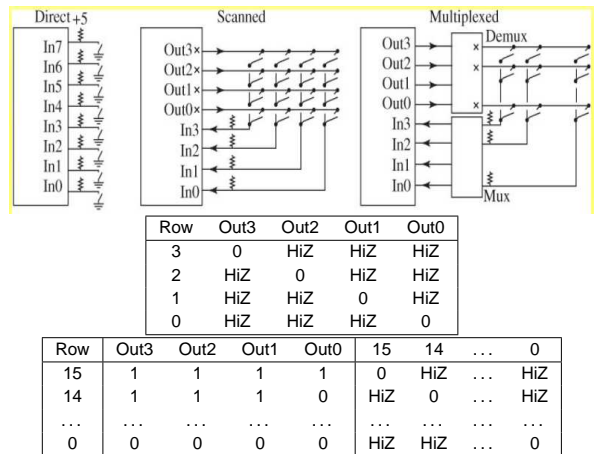 Direct +5 Scanned Multiplexed
Demux
In7
In6
In5
In4
In3
In2
In1
In0
Out3×
Out2×
Out1×
Out0×
In3
In2
In1
In0
Out3 ×
Out2 ×
Out1
Out0 ×
In3
In2
In1
In0
Mux
Row Out3 Out2 Out1 Out0
3 0 HiZ HiZ HiZ
2 HiZ 0 HiZ HiZ
1 HiZ HiZ 0 HiZ
0 HiZ HiZ HiZ 0
Row Out3 Out2 Out1 Out0 15 14 ... 0
15 1 1 1 1 0 HiZ ... HiZ
14 1 1 1 0 HiZ 0 ... HiZ
... ... ... ... ... ... ... ... ...
0 0 0 0 0 HiZ HiZ ... 0